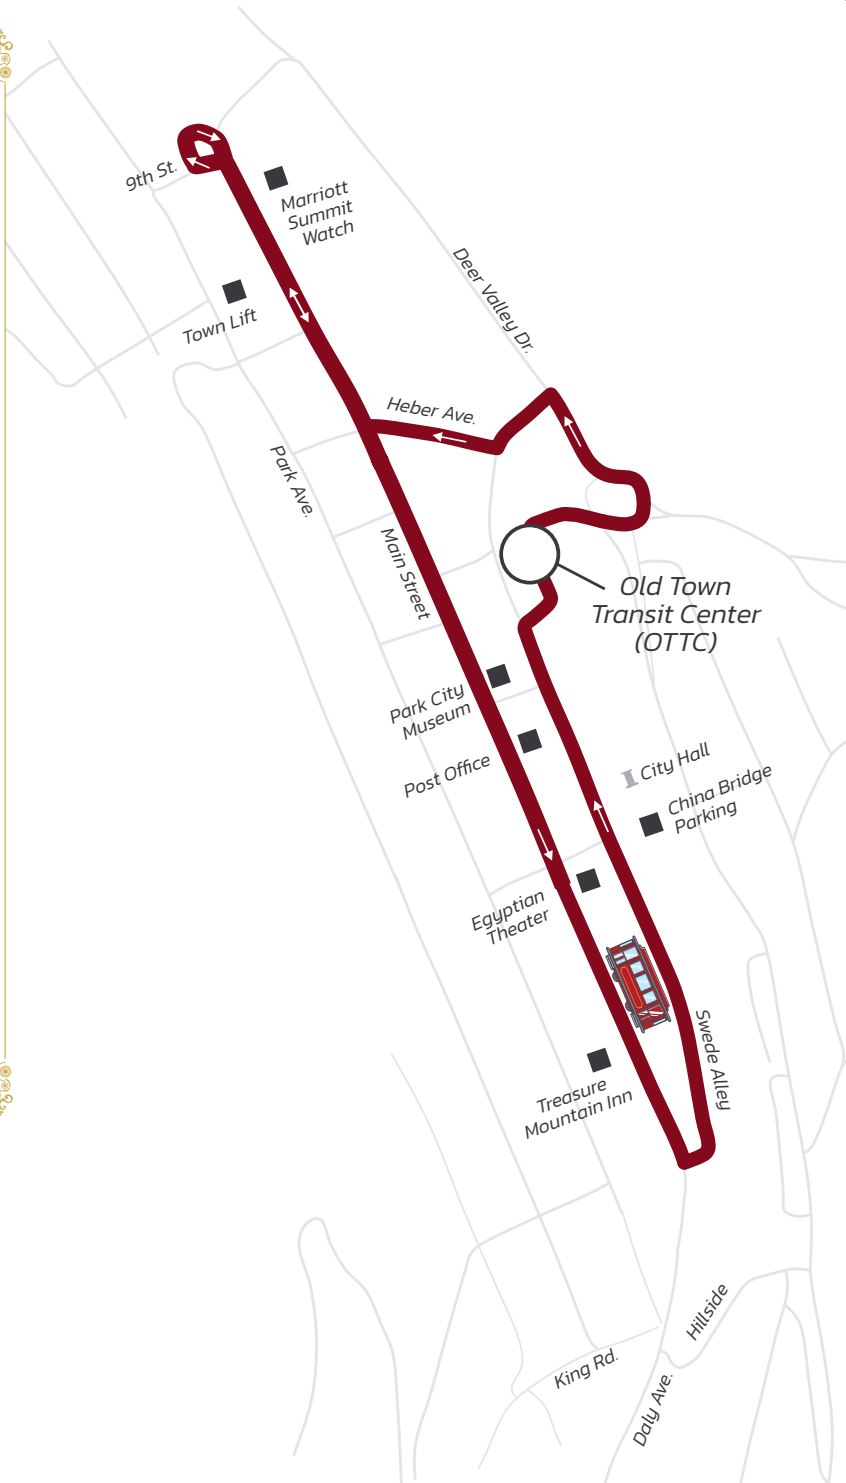 9th St.
Marriott
Summit
Watch
Town Lift
Deer Valley Dr.
Heber Ave.
Park Ave.
Main Street
Old Town
Transit Center
(OTTC)
Park City
Museum
Post Office
City Hall
China Bridge
Parking
Egyptian
Theater
Swede Alley
Treasure
Mountain Inn
Hillside
King Rd.
Daly Ave.